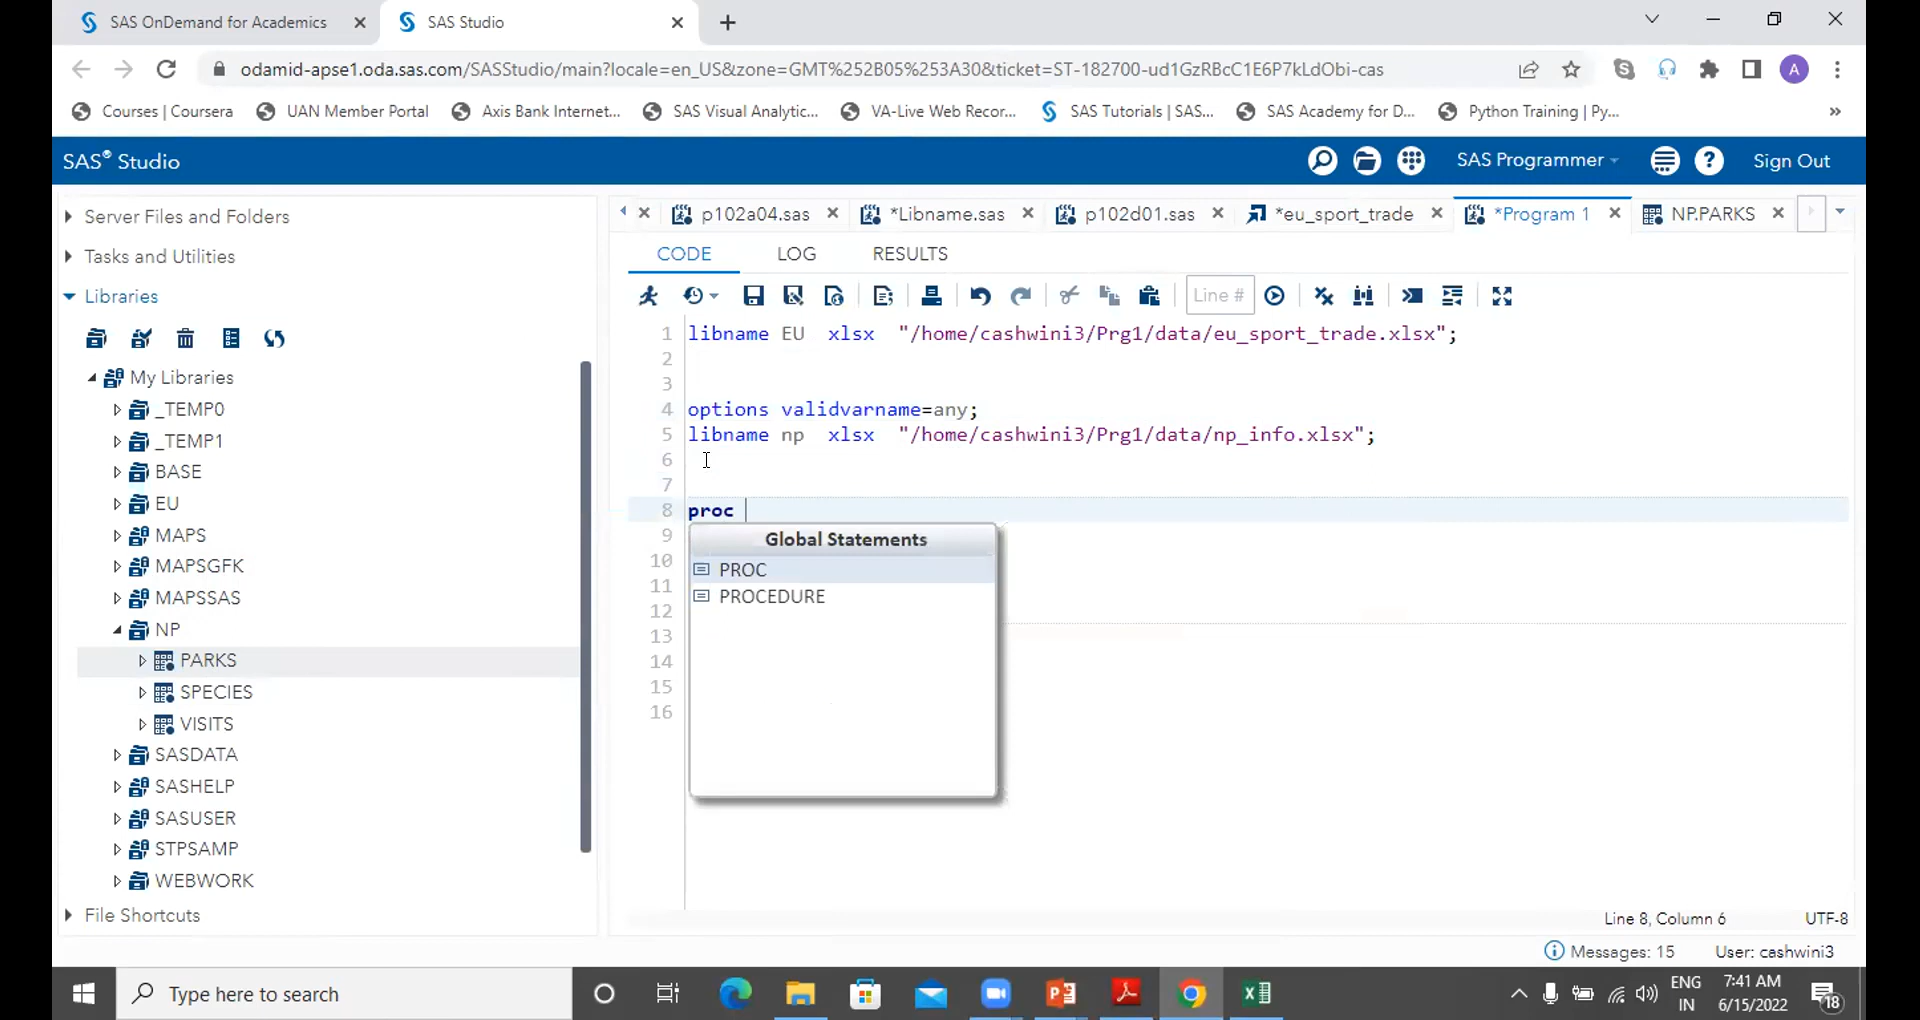 SAS OnDemand for Academics
SAS Studio
odamid-apse1.oda.sas.com/SASStudio/main?locale=en_US&zone=GMT%252B05%253A30&ticket=ST-182700-ud1GzRBcC1E6P7kLdObi-cas
A
Courses | Coursera
UAN Member Portal
Axis Bank Internet...
SAS Visual Analytic...
VA-Live Web Recor...
SAS Tutorials | SAS...
SAS Academy for D...
Python Training | Py...
»
SAS® Studio
SAS Programmer
?
Sign Out
Server Files and Folders
Tasks and Utilities
Libraries
My Libraries
_TEMP0
_TEMP1
BASE
EU
MAPS
MAPSGFK
MAPSSAS
NP
PARKS
SPECIES
VISITS
SASDATA
SASHELP
SASUSER
STPSAMP
WEBWORK
File Shortcuts
p102a04.sas
*Libname.sas
p102d01.sas
*eu_sport_trade
*Program 1
NP.PARKS
CODE LOG RESULTS
Line #
1 libname EU xlsx "/home/cashwini3/Prg1/data/eu_sport_trade.xlsx";
2
3
4 options validvarname=any;
5 libname np xlsx "/home/cashwini3/Prg1/data/np_info.xlsx";
6
7
8 proc
9
10
11
12
13
14
15
16
Global Statements
PROC
PROCEDURE
Line 8, Column 6
UTF-8
Messages: 15
User: cashwini3
Type here to search
ENG
IN
7:41 AM
6/15/2022
18